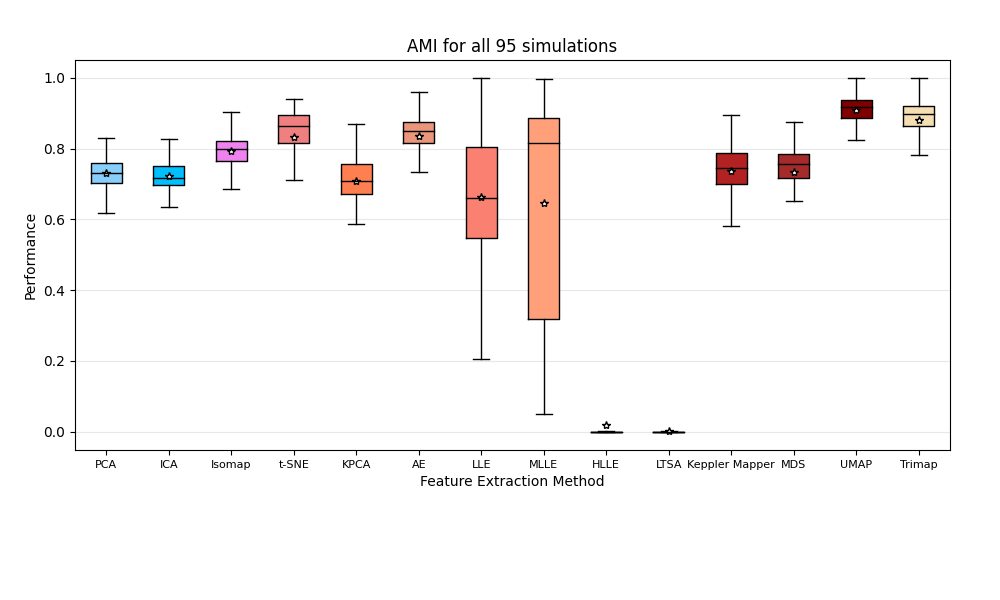 AMI for all 95 simulations
Performance
1.0
0.8
0.6
0.4
0.2
0.0
PCA ICA Isomap t-SNE KPCA AE LLE MLLE HLLE LTSA Keppler Mapper MDS UMAP Trimap
Feature Extraction Method